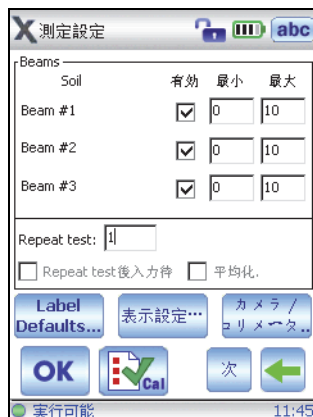 測定設定 abc
Beams
Soil 有効 最小 最大
Beam #1 0 10
Beam #2 0 10
Beam #3 0 10
Repeat test: 1
Repeat test後入力待 平均化.
Label
Defaults...
表示設定…
カメラ /
コリメータ..
OK Cal 次
実行可能 11:45